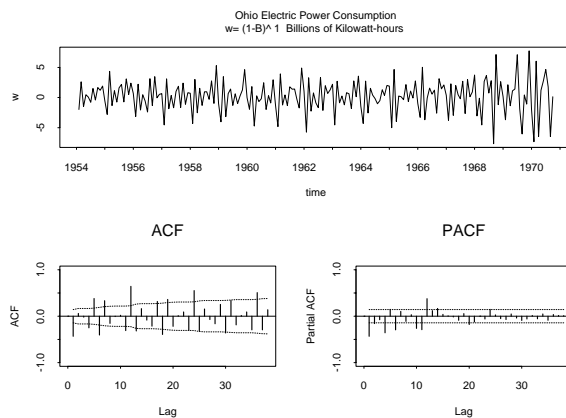 Ohio Electric Power Consumption
w= (1-B)^ 1 Billions of Kilowatt-hours
w
5
0
-5
1954 1956 1958 1960 1962 1964 1966 1968 1970
time
ACF
ACF
1.0
0.0
-1.0
0 10 20 30
Lag
PACF
Partial ACF
1.0
0.0
-1.0
0 10 20 30
Lag